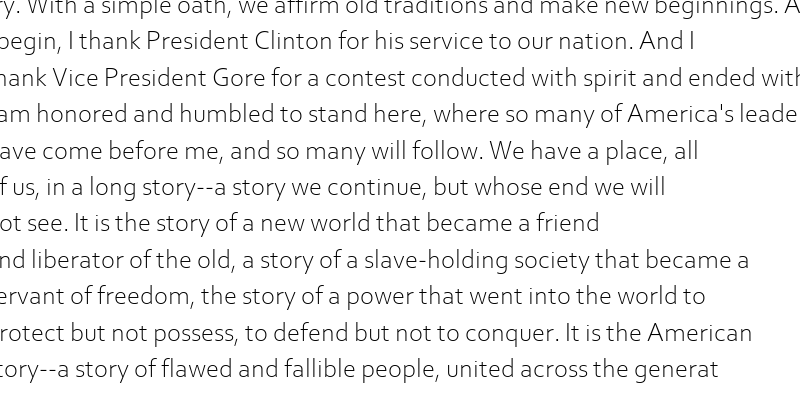 ry. With a simple oath, we affirm old traditions and make new beginnings. A
begin, I thank President Clinton for his service to our nation. And I
hank Vice President Gore for a contest conducted with spirit and ended with
am honored and humbled to stand here, where so many of America's leade
ave come before me, and so many will follow. We have a place, all
f us, in a long story--a story we continue, but whose end we will
ot see. It is the story of a new world that became a friend
nd liberator of the old, a story of a slave-holding society that became a
ervant of freedom, the story of a power that went into the world to
rotect but not possess, to defend but not to conquer. It is the American
tory--a story of flawed and fallible people, united across the generat